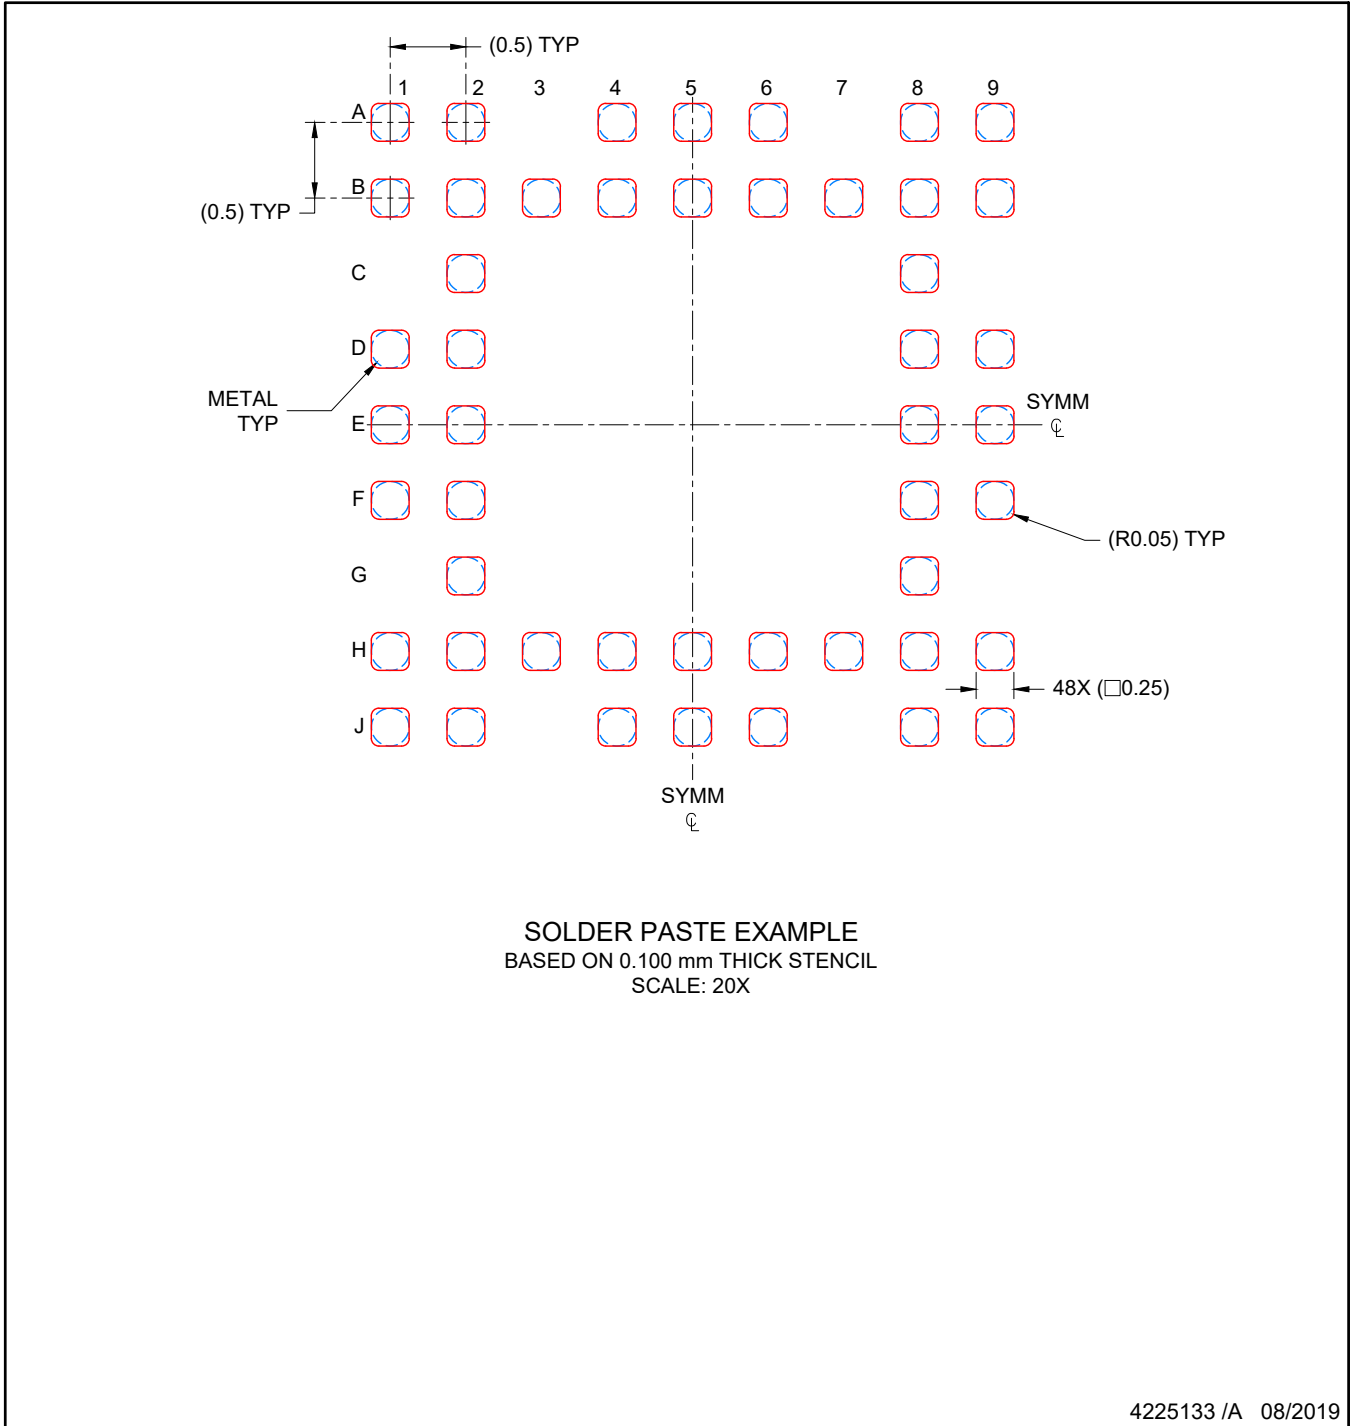 (0.5) TYP
1 2 3 4 5 6 7 8 9
A
B
(0.5) TYP
C
D
METAL
TYP
E
SYMM
℄
F
(R0.05) TYP
G
H
48X (□0.25)
J
SYMM
℄
SOLDER PASTE EXAMPLE
BASED ON 0.100 mm THICK STENCIL
SCALE: 20X
4225133 /A 08/2019